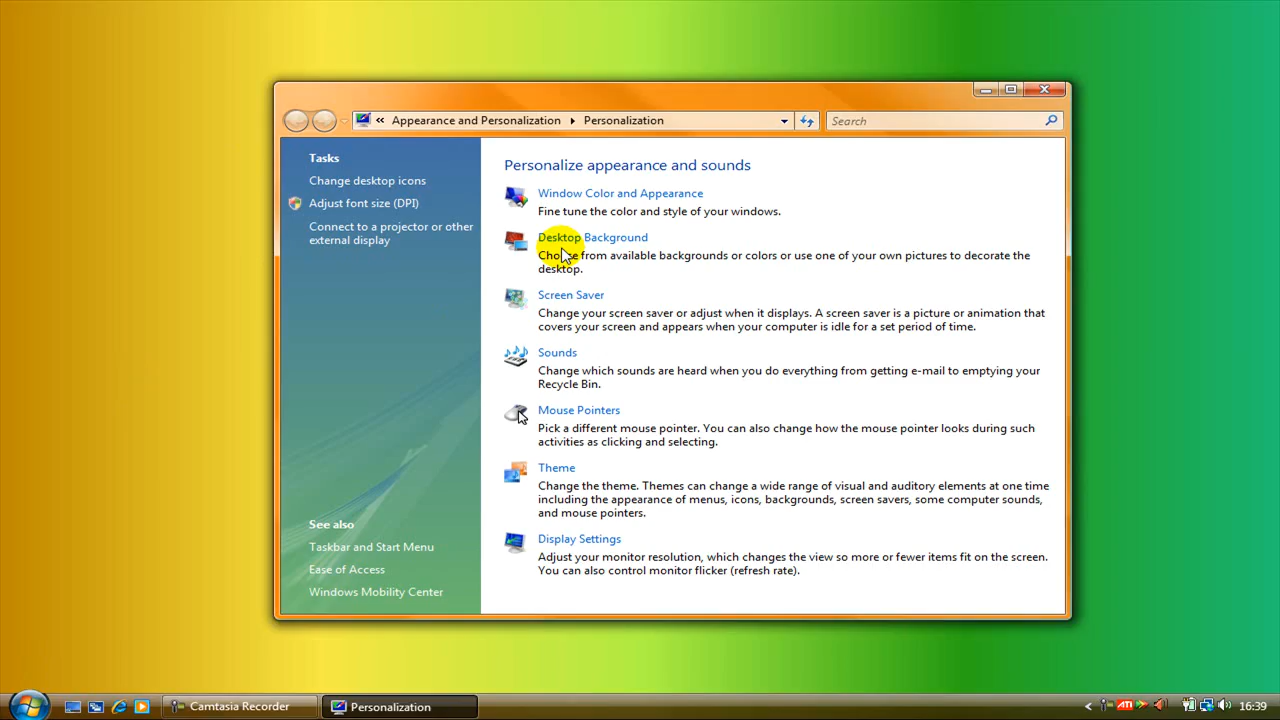 Appearance and Personalization
Personalization
Search
Tasks
Change desktop icons
Adjust font size (DPI)
Connect to a projector or other
external display
See also
Taskbar and Start Menu
Ease of Access
Windows Mobility Center
Personalize appearance and sounds
Window Color and Appearance
Fine tune the color and style of your windows.
Desktop Background
Choose from available backgrounds or colors or use one of your own pictures to decorate the
desktop.
Screen Saver
Change your screen saver or adjust when it displays. A screen saver is a picture or animation that
covers your screen and appears when your computer is idle for a set period of time.
Sounds
Change which sounds are heard when you do everything from getting e-mail to emptying your
Recycle Bin.
Mouse Pointers
Pick a different mouse pointer. You can also change how the mouse pointer looks during such
activities as clicking and selecting.
Theme
Change the theme. Themes can change a wide range of visual and auditory elements at one time
including the appearance of menus, icons, backgrounds, screen savers, some computer sounds,
and mouse pointers.
Display Settings
Adjust your monitor resolution, which changes the view so more or fewer items fit on the screen.
You can also control monitor flicker (refresh rate).
Camtasia Recorder
Personalization
ATI
16:39